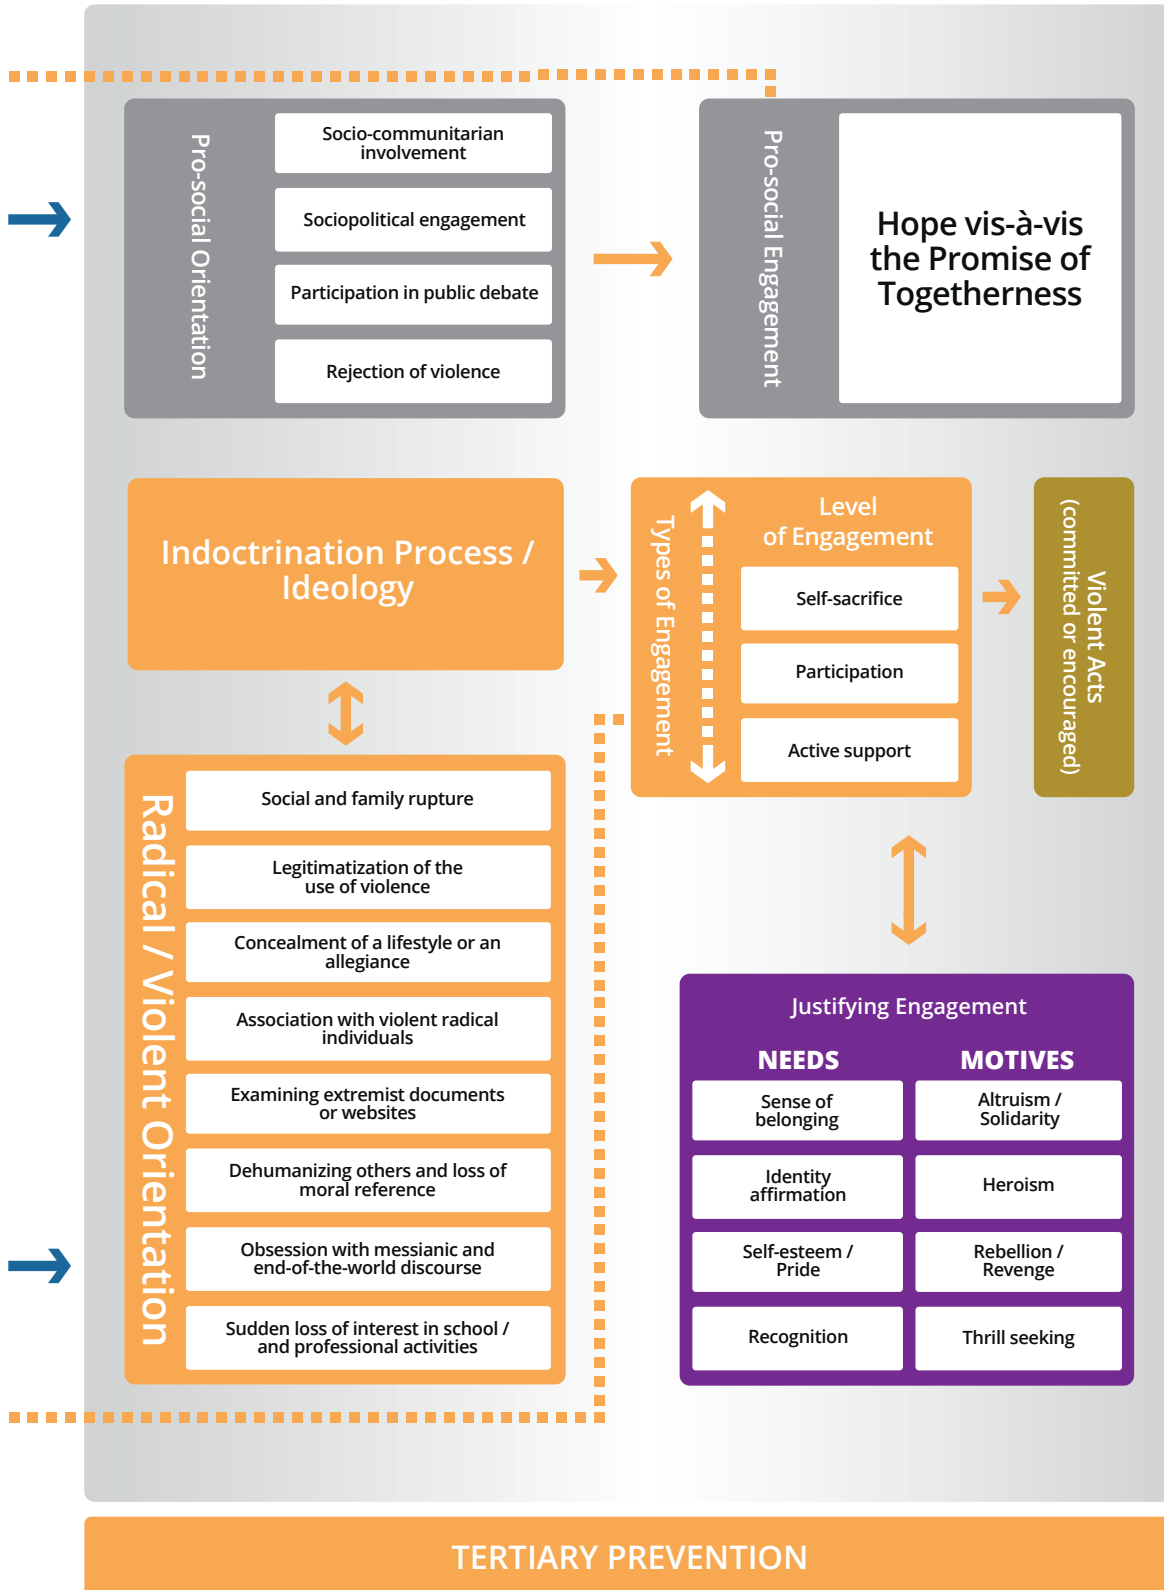 Pro-social Orientation
Socio-communitarian
involvement
Sociopolitical engagement
Participation in public debate
Rejection of violence
Pro-social Engagement
Hope vis-à-vis
the Promise of
Togetherness
Indoctrination Process /
Ideology
Types of Engagement
Level
of Engagement
Self-sacrifice
Participation
Active support
Violent Acts
(committed or encouraged)
Radical / Violent Orientation
Social and family rupture
Legitimatization of the
use of violence
Concealment of a lifestyle or an
allegiance
Association with violent radical
individuals
Examining extremist documents
or websites
Dehumanizing others and loss of
moral reference
Obsession with messianic and
end-of-the-world discourse
Sudden loss of interest in school /
and professional activities
Justifying Engagement
NEEDS
Sense of
belonging
Identity
affirmation
Self-esteem /
Pride
Recognition
MOTIVES
Altruism /
Solidarity
Heroism
Rebellion /
Revenge
Thrill seeking
TERTIARY PREVENTION